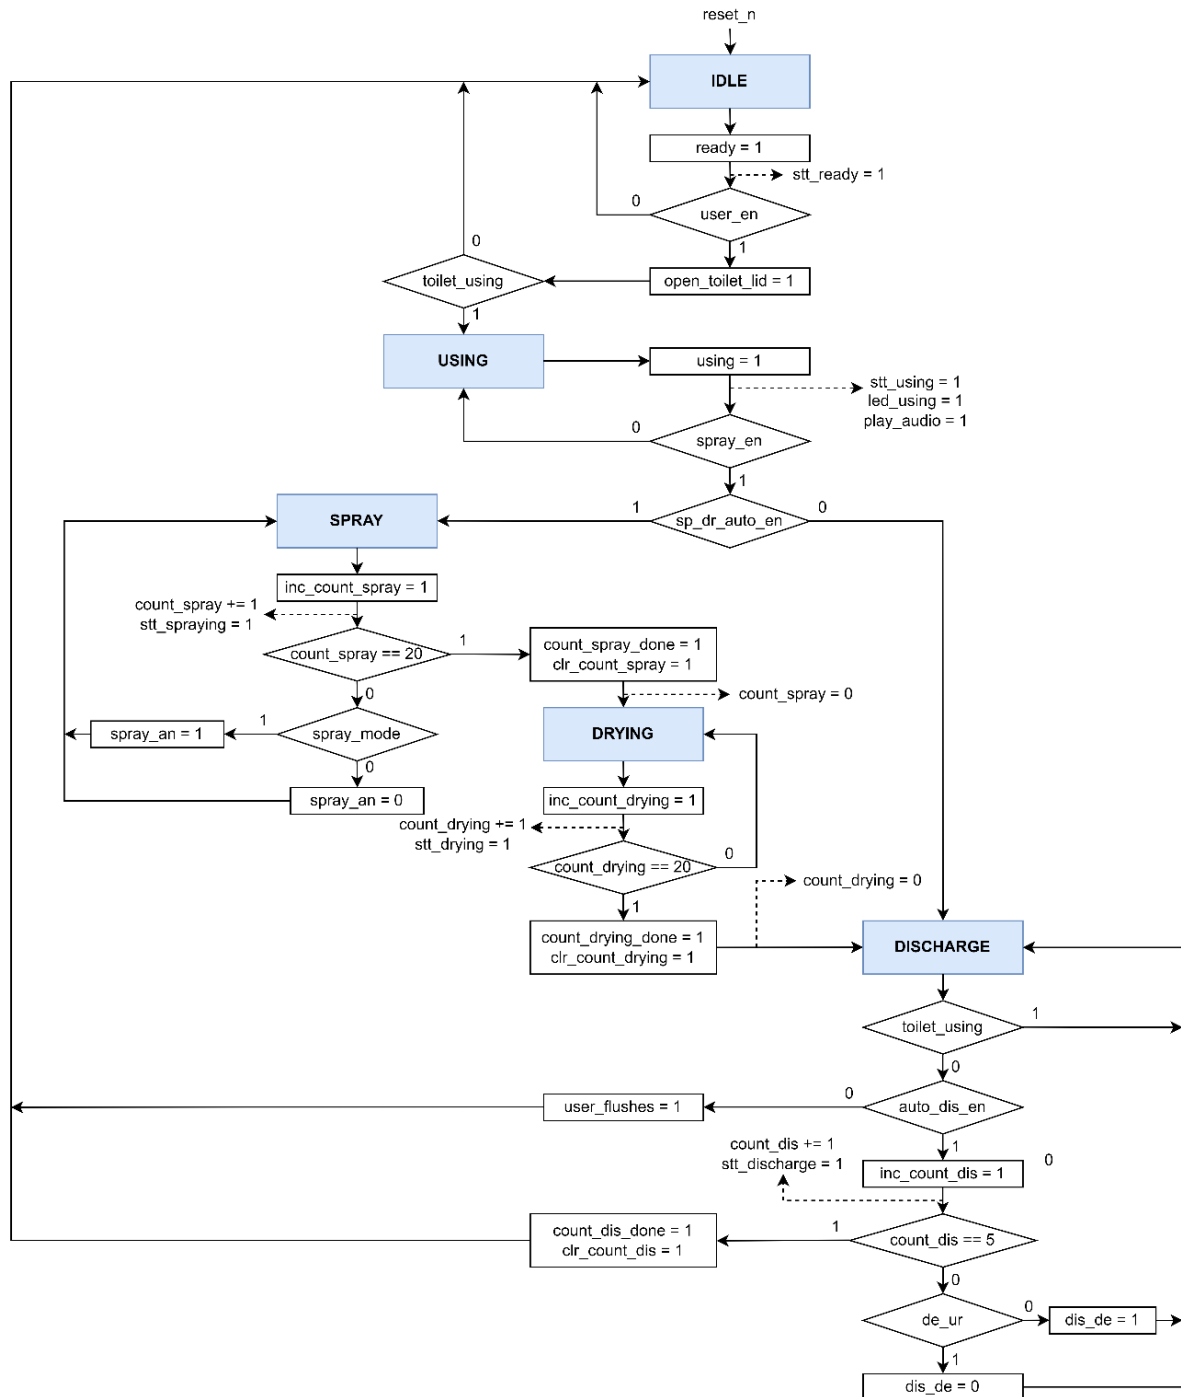 reset_n
IDLE
ready = 1
stt_ready = 1
0
user_en
1
0
toilet_using
open_toilet_lid = 1
1
USING
using = 1
stt_using = 1
led_using = 1
play_audio = 1
0
spray_en
1
SPRAY
1
sp_dr_auto_en
0
inc_count_spray = 1
count_spray += 1
stt_spraying = 1
count_spray == 20
1
count_spray_done = 1
clr_count_spray = 1
0
count_spray = 0
spray_an = 1
1
spray_mode
DRYING
0
spray_an = 0
inc_count_drying = 1
count_drying += 1
stt_drying = 1
count_drying == 20
0
count_drying = 0
1
count_drying_done = 1
clr_count_drying = 1
DISCHARGE
toilet_using
1
0
user_flushes = 1
0
auto_dis_en
1
count_dis += 1
stt_discharge = 1
inc_count_dis = 1
0
count_dis_done = 1
clr_count_dis = 1
1
count_dis == 5
0
de_ur
0
dis_de = 1
1
dis_de = 0